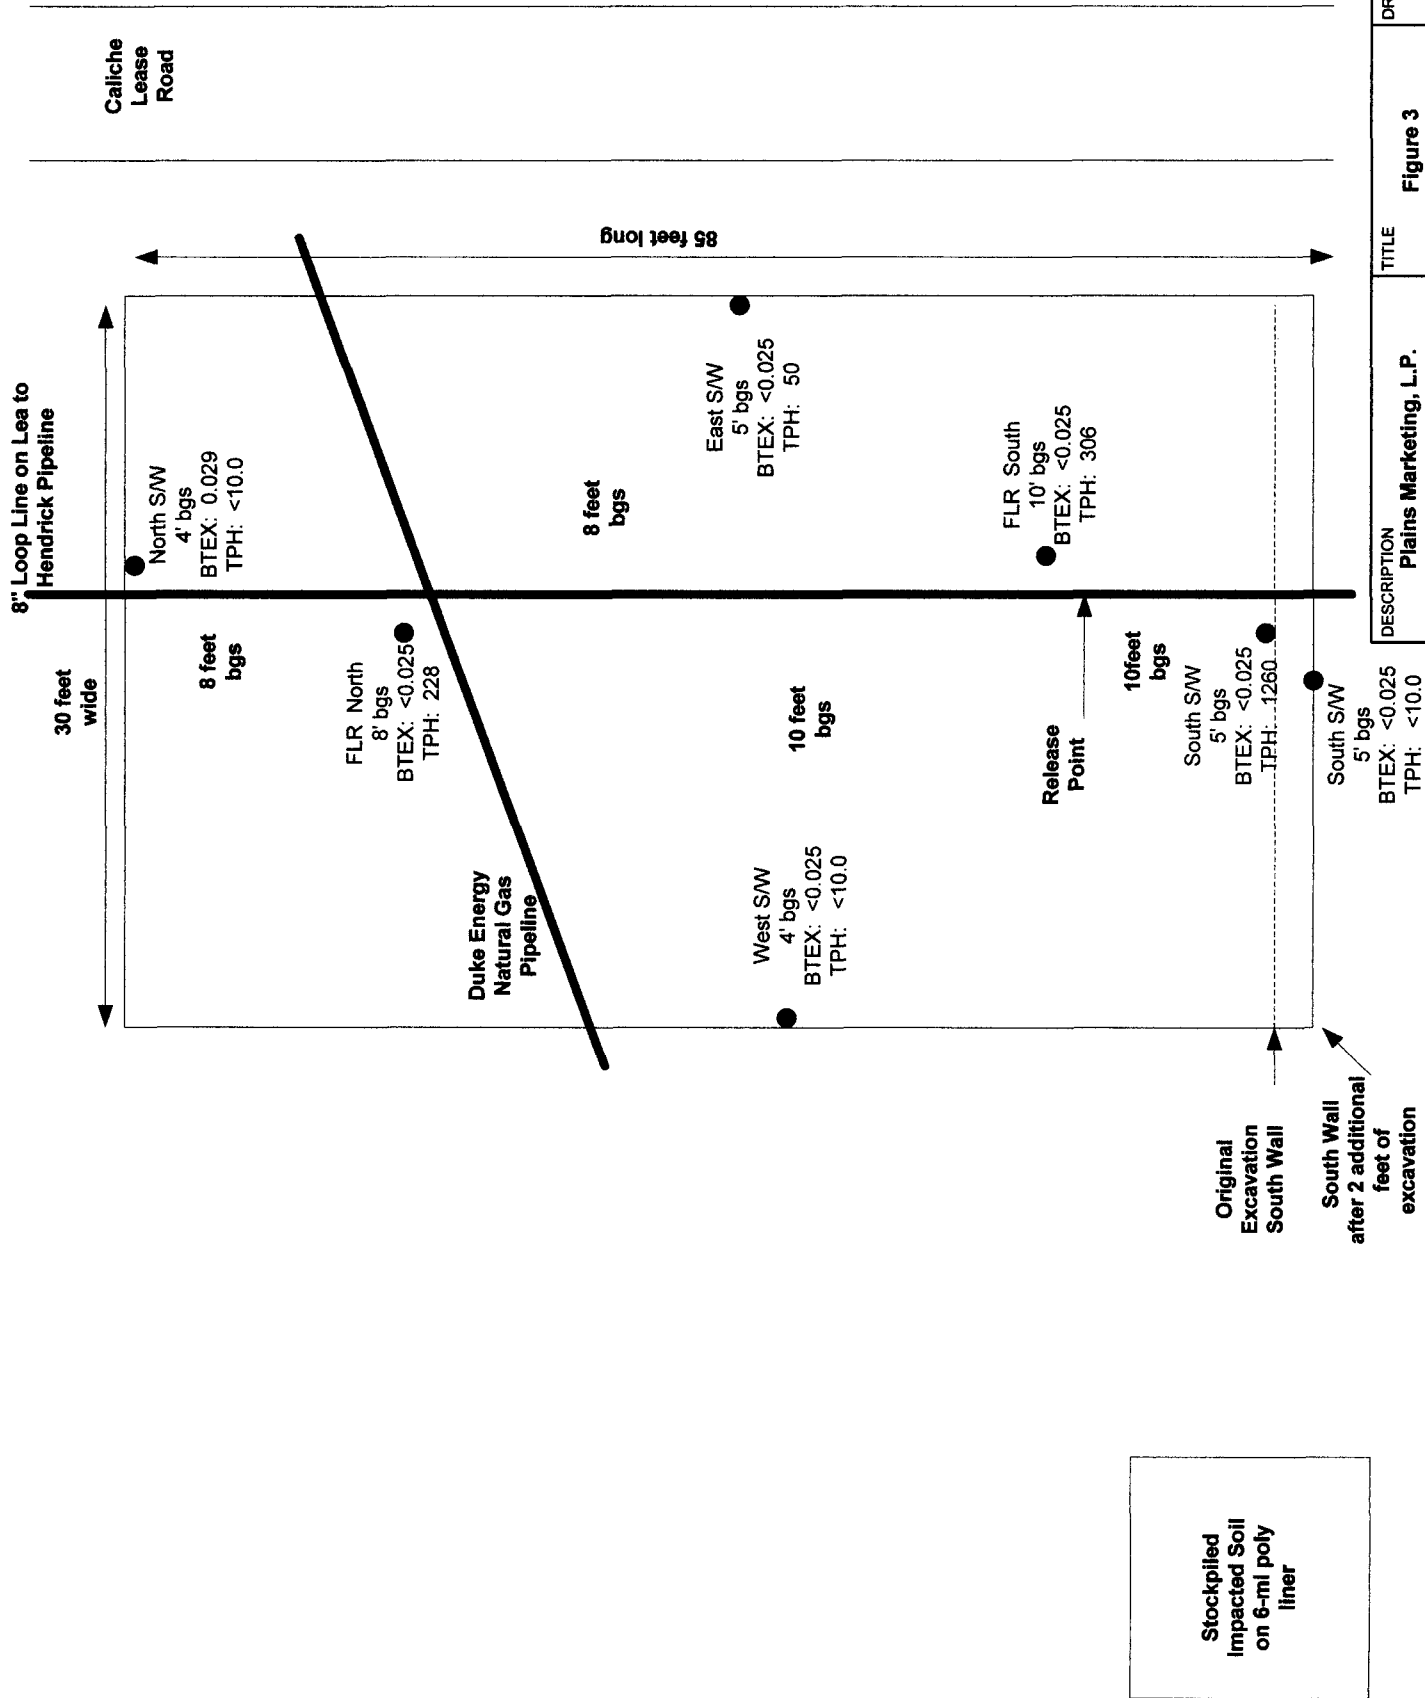 Caliche
Lease
Road
8" Loop Line on Lea to
Hendrick Pipeline
30 feet
wide
85 feet long
North S/W
4' bgs
BTEX: 0.029
TPH: <10.0
8 feet
bgs
FLR North
8' bgs
BTEX: <0.025
TPH: 228
8 feet
bgs
East S/W
5' bgs
BTEX: <0.025
TPH: 50
Duke Energy
Natural Gas
Pipeline
10 feet
bgs
West S/W
4' bgs
BTEX: <0.025
TPH: <10.0
FLR South
10' bgs
BTEX: <0.025
TPH: 306
Release
Point
10feet
bgs
South S/W
5' bgs
BTEX: <0.025
TPH: 1260
South S/W
5' bgs
BTEX: <0.025
TPH: <10.0
Original
Excavation
South Wall
South Wall
after 2 additional
feet of
excavation
Stockpiled
Impacted Soil
on 6-ml poly
liner
DESCRIPTION
Plains Marketing, L.P.
TITLE
Figure 3
DR